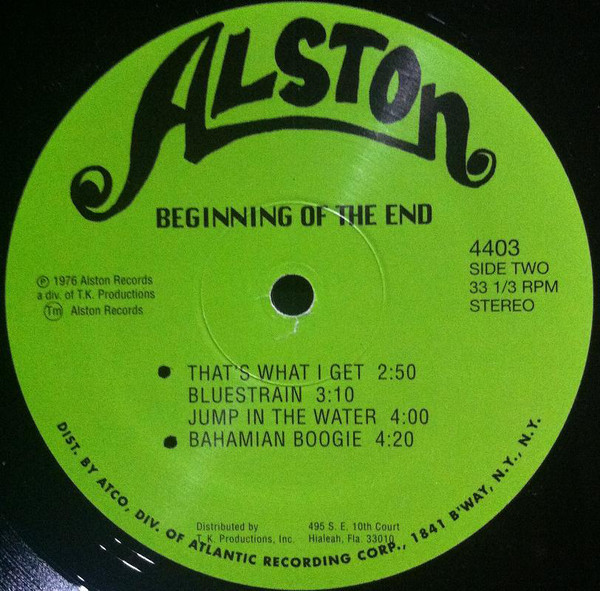 ALSTON
BEGINNING OF THE END
4403
SIDE TWO
33 1/3 RPM
STEREO
℗ 1976 Alston Records
a div. of T.K. Productions
Tm Alston Records
• THAT'S WHAT I GET 2:50
BLUESTRAIN 3:10
JUMP IN THE WATER 4:00
• BAHAMIAN BOOGIE 4:20
Distributed by
T. K. Productions, Inc.
495 S. E. 10th Court
Hialeah, Fla. 33010
DIST. BY ATCO, DIV. OF ATLANTIC RECORDING CORP., 1841 B'WAY, N.Y., N.Y.